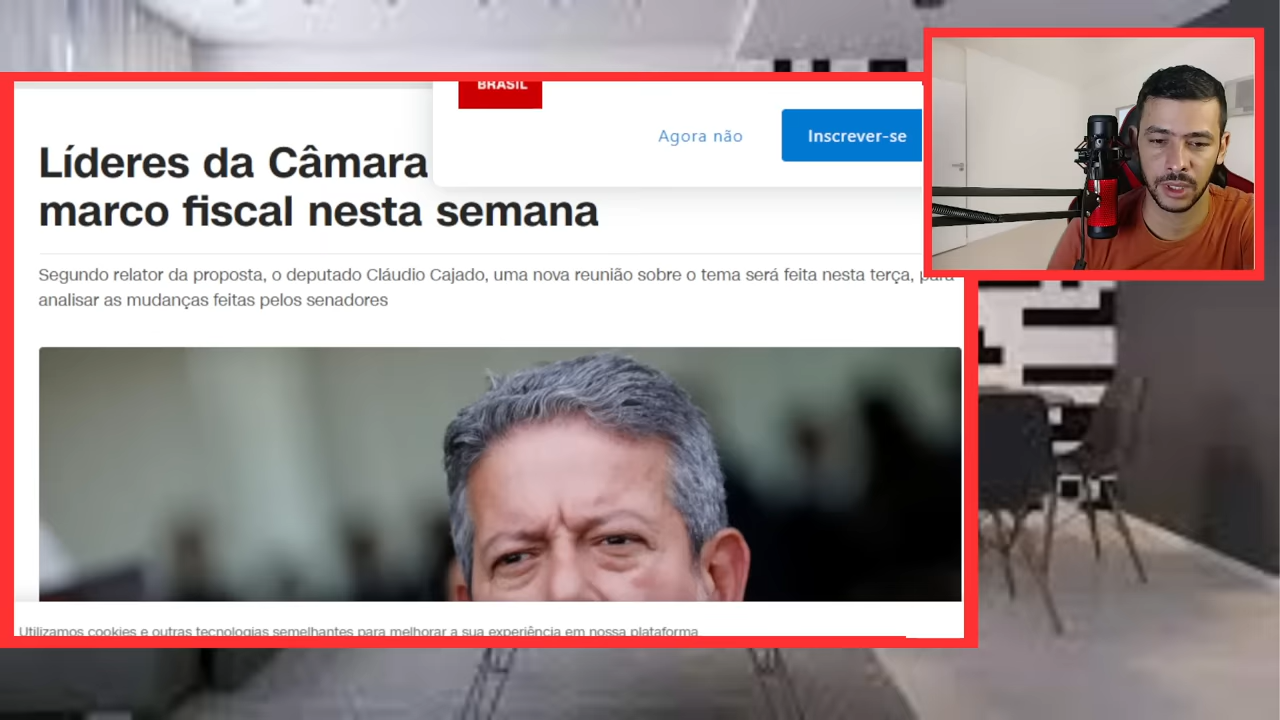 BRASIL
Agora não
Inscrever-se
Líderes da Câmara
marco fiscal nesta semana
Segundo relator da proposta, o deputado Cláudio Cajado, uma nova reunião sobre o tema será feita nesta terça, para
analisar as mudanças feitas pelos senadores
Utilizamos cookies e outras tecnologias semelhantes para melhorar a sua experiência em nossa plataforma